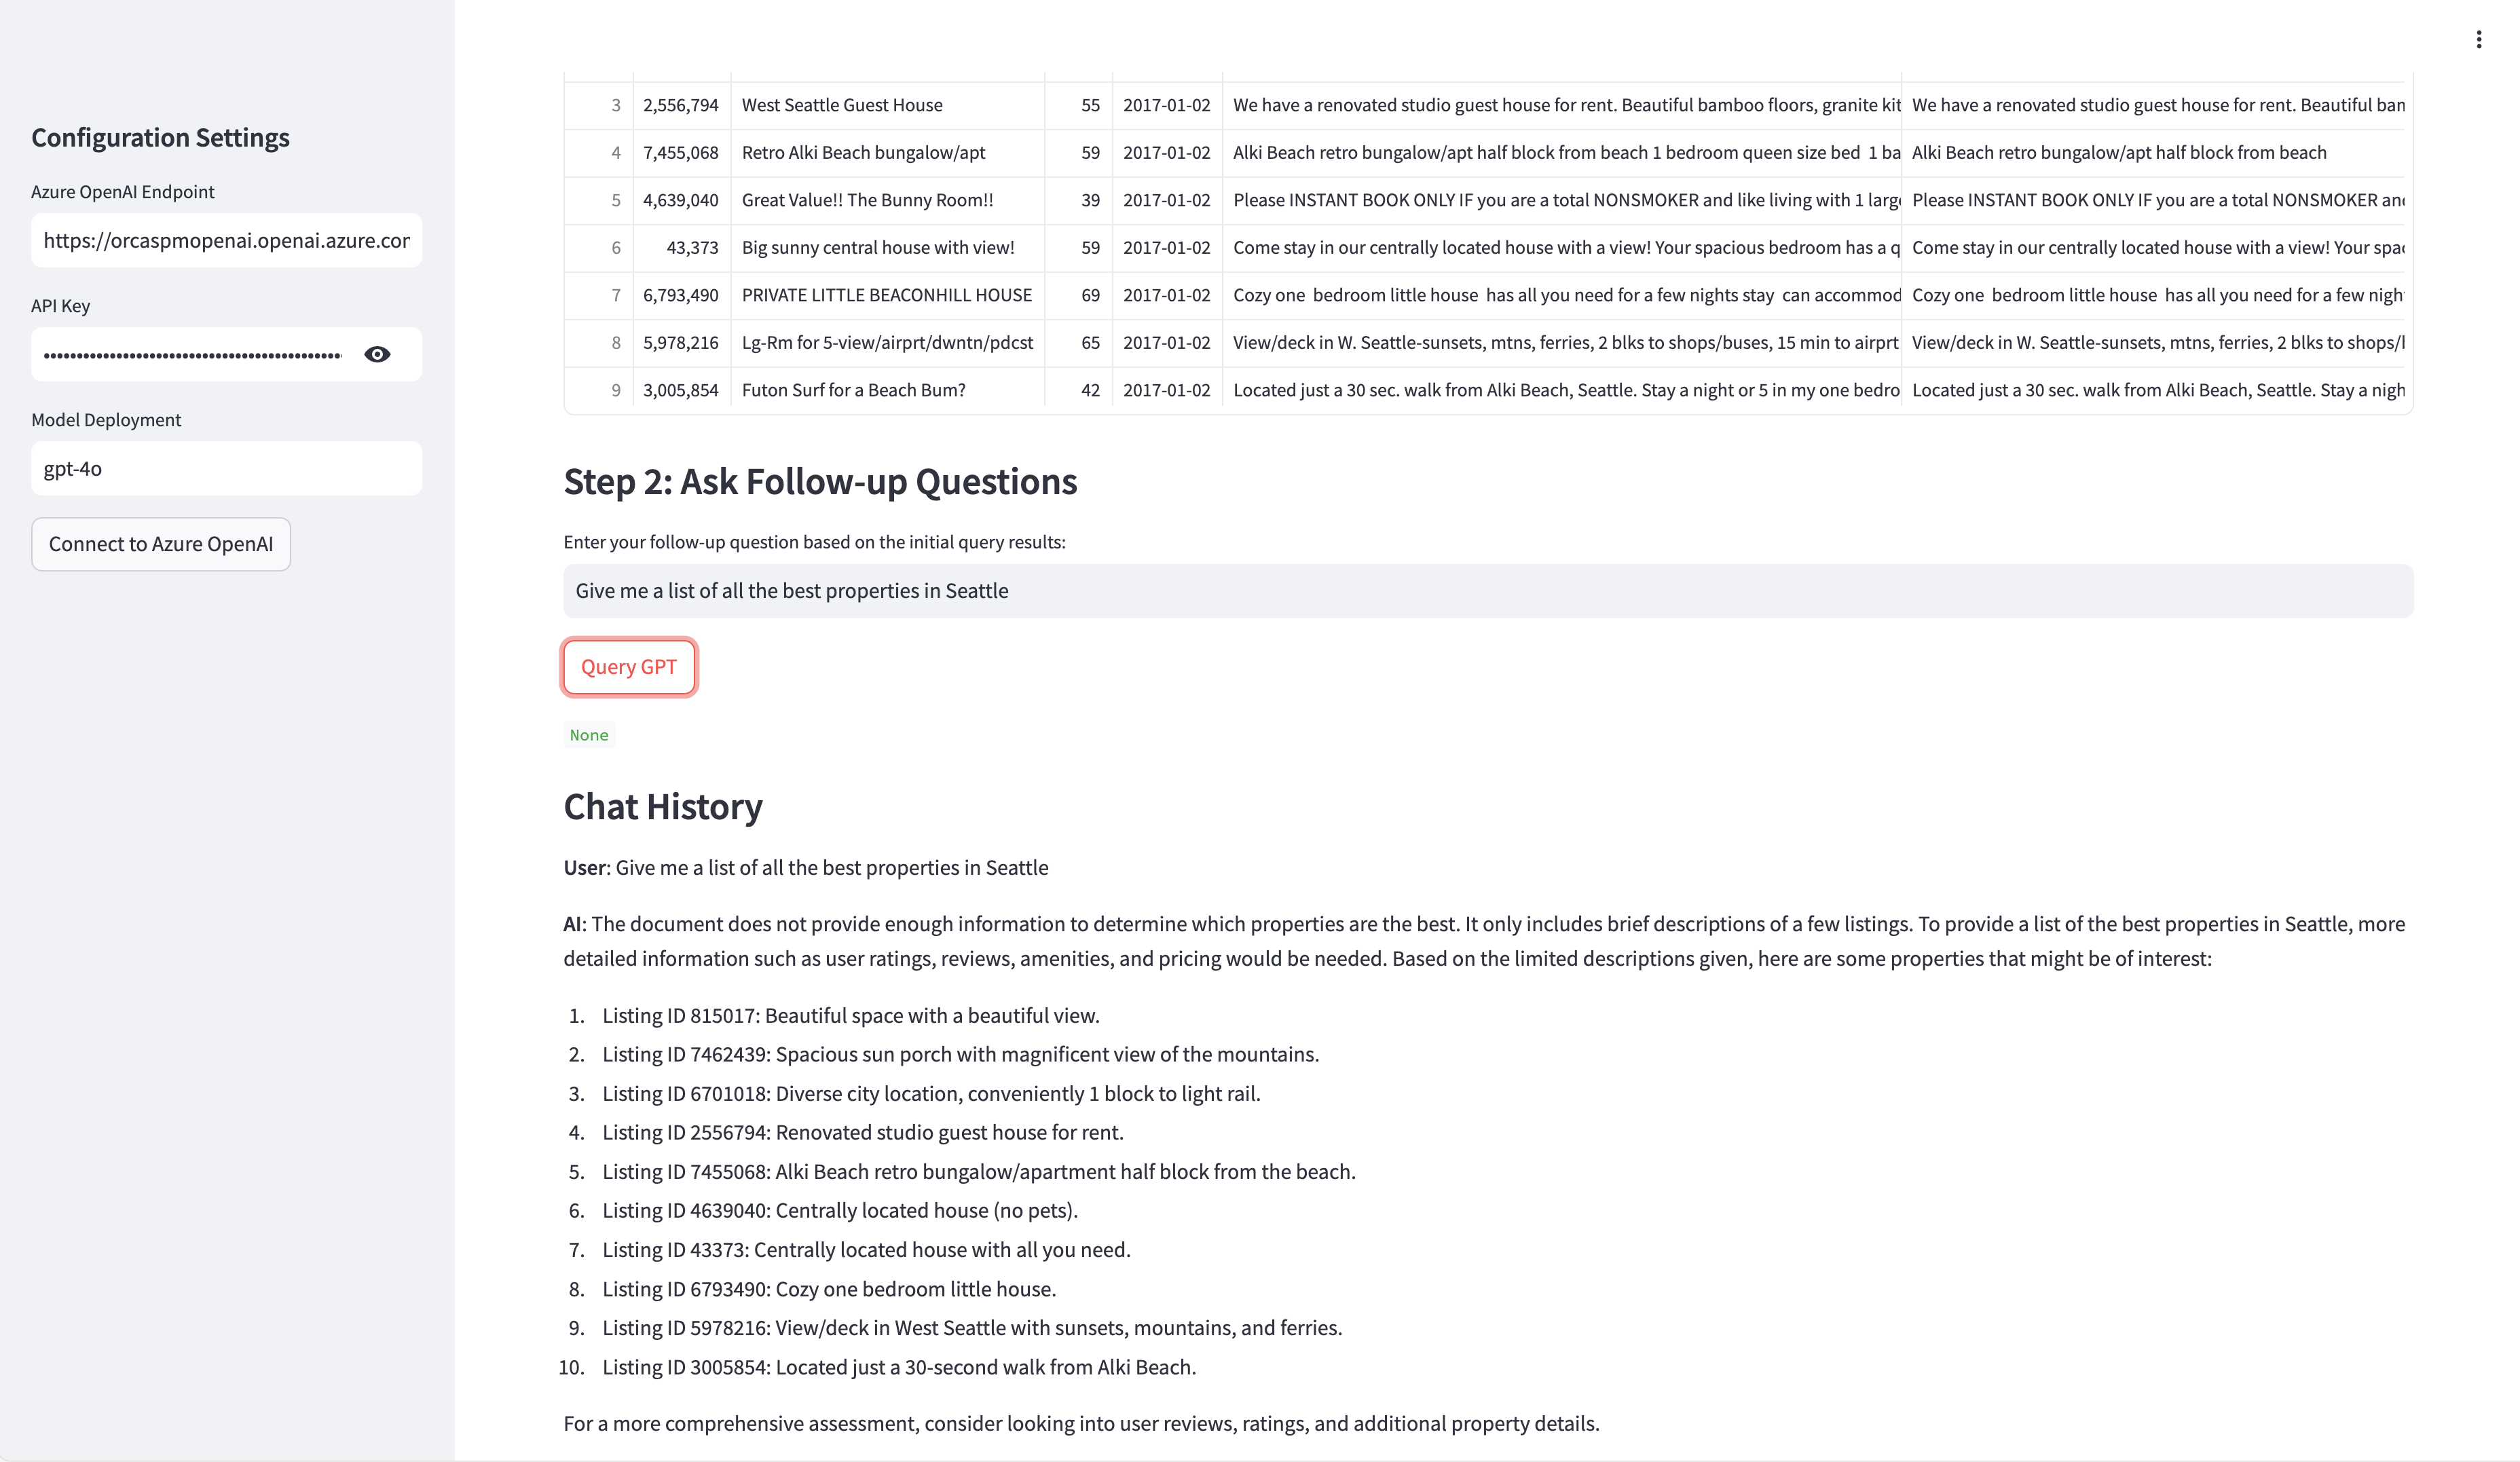 Configuration Settings
Azure OpenAI Endpoint
https://orcaspmopenai.openai.azure.cor
API Key
Model Deployment
gpt-4o
Connect to Azure OpenAI
3 2,556,794 West Seattle Guest House 55 2017-01-02 We have a renovated studio guest house for rent. Beautiful bamboo floors, granite kit We have a renovated studio guest house for rent. Beautiful bam
4 7,455,068 Retro Alki Beach bungalow/apt 59 2017-01-02 Alki Beach retro bungalow/apt half block from beach 1 bedroom queen size bed 1 ba Alki Beach retro bungalow/apt half block from beach
5 4,639,040 Great Value!! The Bunny Room!! 39 2017-01-02 Please INSTANT BOOK ONLY IF you are a total NONSMOKER and like living with 1 large Please INSTANT BOOK ONLY IF you are a total NONSMOKER and
6 43,373 Big sunny central house with view! 59 2017-01-02 Come stay in our centrally located house with a view! Your spacious bedroom has a q Come stay in our centrally located house with a view! Your spac
7 6,793,490 PRIVATE LITTLE BEACONHILL HOUSE 69 2017-01-02 Cozy one bedroom little house has all you need for a few nights stay can accommod Cozy one bedroom little house has all you need for a few nigh
8 5,978,216 Lg-Rm for 5-view/airprt/dwntn/pdcst 65 2017-01-02 View/deck in W. Seattle-sunsets, mtns, ferries, 2 blks to shops/buses, 15 min to airprt View/deck in W. Seattle-sunsets, mtns, ferries, 2 blks to shops/
9 3,005,854 Futon Surf for a Beach Bum? 42 2017-01-02 Located just a 30 sec. walk from Alki Beach, Seattle. Stay a night or 5 in my one bedro Located just a 30 sec. walk from Alki Beach, Seattle. Stay a nigh
Step 2: Ask Follow-up Questions
Enter your follow-up question based on the initial query results:
Give me a list of all the best properties in Seattle
Query GPT
None
Chat History
User: Give me a list of all the best properties in Seattle
AI: The document does not provide enough information to determine which properties are the best. It only includes brief descriptions of a few listings. To provide a list of the best properties in Seattle, more
detailed information such as user ratings, reviews, amenities, and pricing would be needed. Based on the limited descriptions given, here are some properties that might be of interest:
1. Listing ID 815017: Beautiful space with a beautiful view.
2. Listing ID 7462439: Spacious sun porch with magnificent view of the mountains.
3. Listing ID 6701018: Diverse city location, conveniently 1 block to light rail.
4. Listing ID 2556794: Renovated studio guest house for rent.
5. Listing ID 7455068: Alki Beach retro bungalow/apartment half block from the beach.
6. Listing ID 4639040: Centrally located house (no pets).
7. Listing ID 43373: Centrally located house with all you need.
8. Listing ID 6793490: Cozy one bedroom little house.
9. Listing ID 5978216: View/deck in West Seattle with sunsets, mountains, and ferries.
10. Listing ID 3005854: Located just a 30-second walk from Alki Beach.
For a more comprehensive assessment, consider looking into user reviews, ratings, and additional property details.